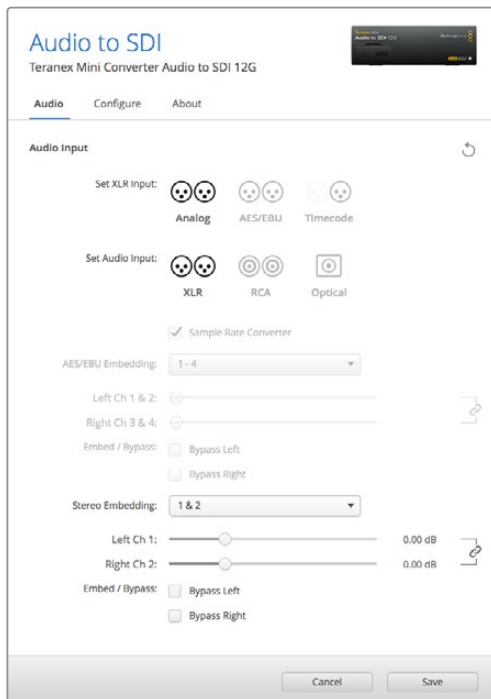 Audio to SDI
Teranex Mini Converter Audio to SDI 12G
Audio Configure About
Audio Input
Set XLR Input:
Analog AES/EBU Timecode
Set Audio Input:
XLR RCA Optical
Sample Rate Converter
AES/EBU Embedding: 1 - 4
Left Ch 1 & 2:
Right Ch 3 & 4:
Embed / Bypass: Bypass Left
Bypass Right
Stereo Embedding: 1 & 2
Left Ch 1: 0.00 dB
Right Ch 2: 0.00 dB
Embed / Bypass: Bypass Left
Bypass Right
Cancel Save